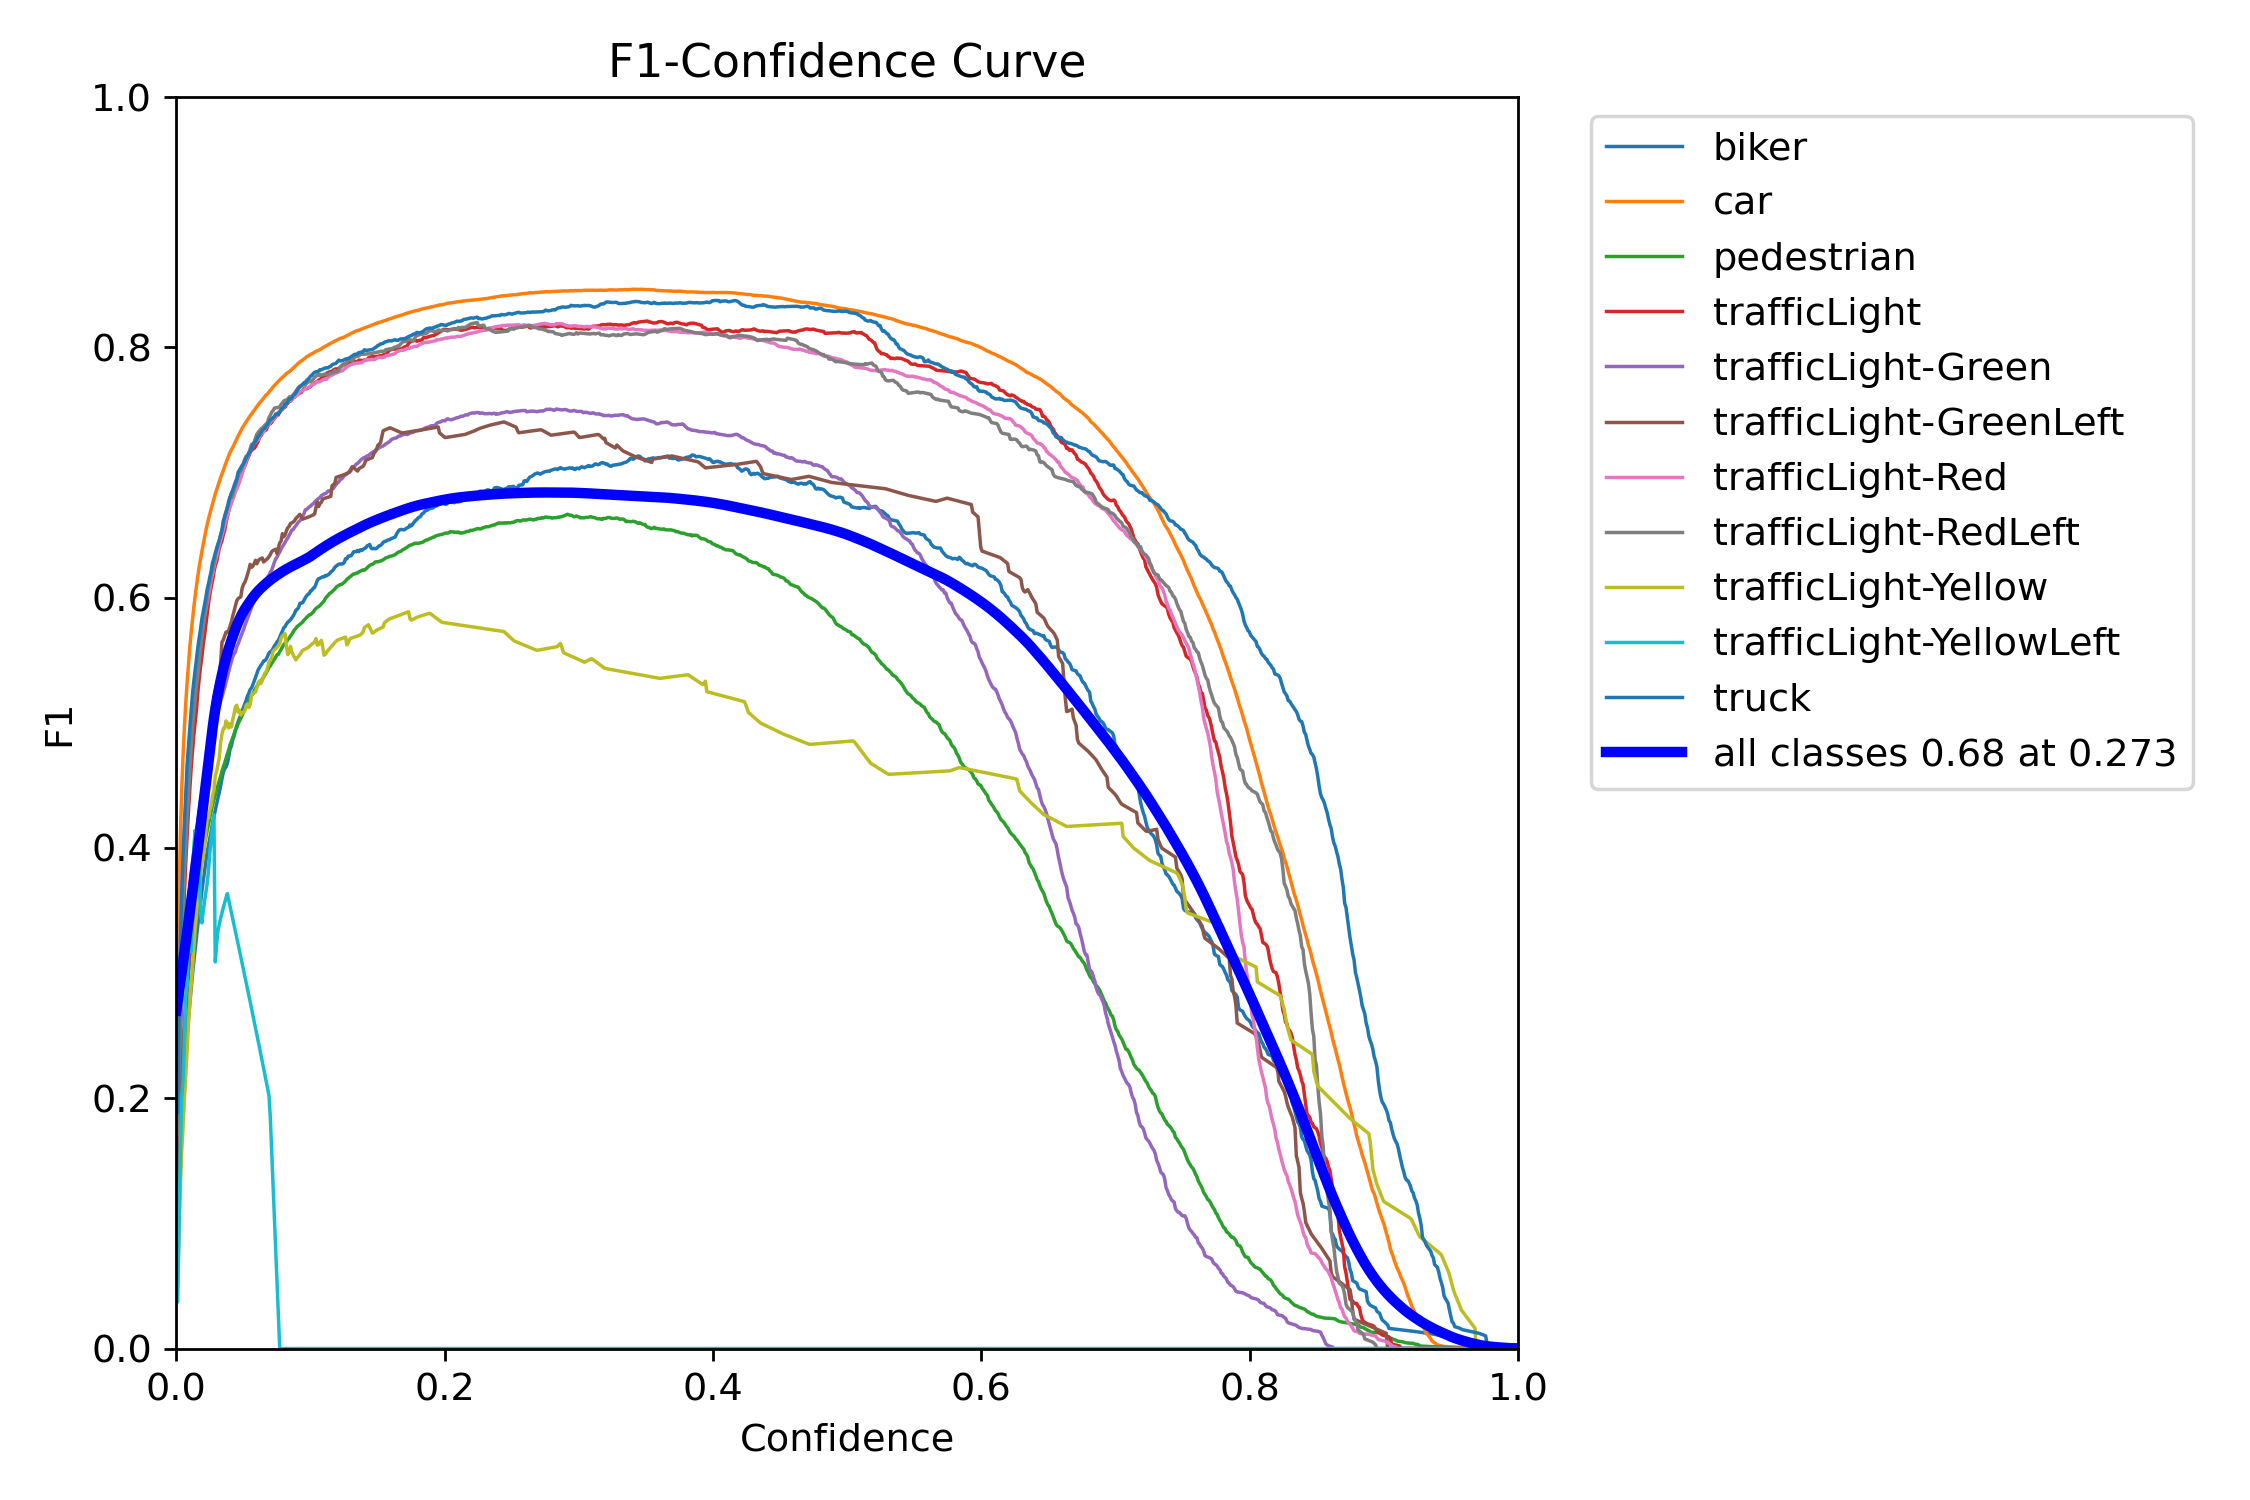 F1-Confidence Curve
1.0
0.8
0.6
0.4
0.2
0.0
F1
0.0 0.2 0.4 0.6 0.8 1.0
Confidence
biker
car
pedestrian
trafficLight
trafficLight-Green
trafficLight-GreenLeft
trafficLight-Red
trafficLight-RedLeft
trafficLight-Yellow
trafficLight-YellowLeft
truck
all classes 0.68 at 0.273